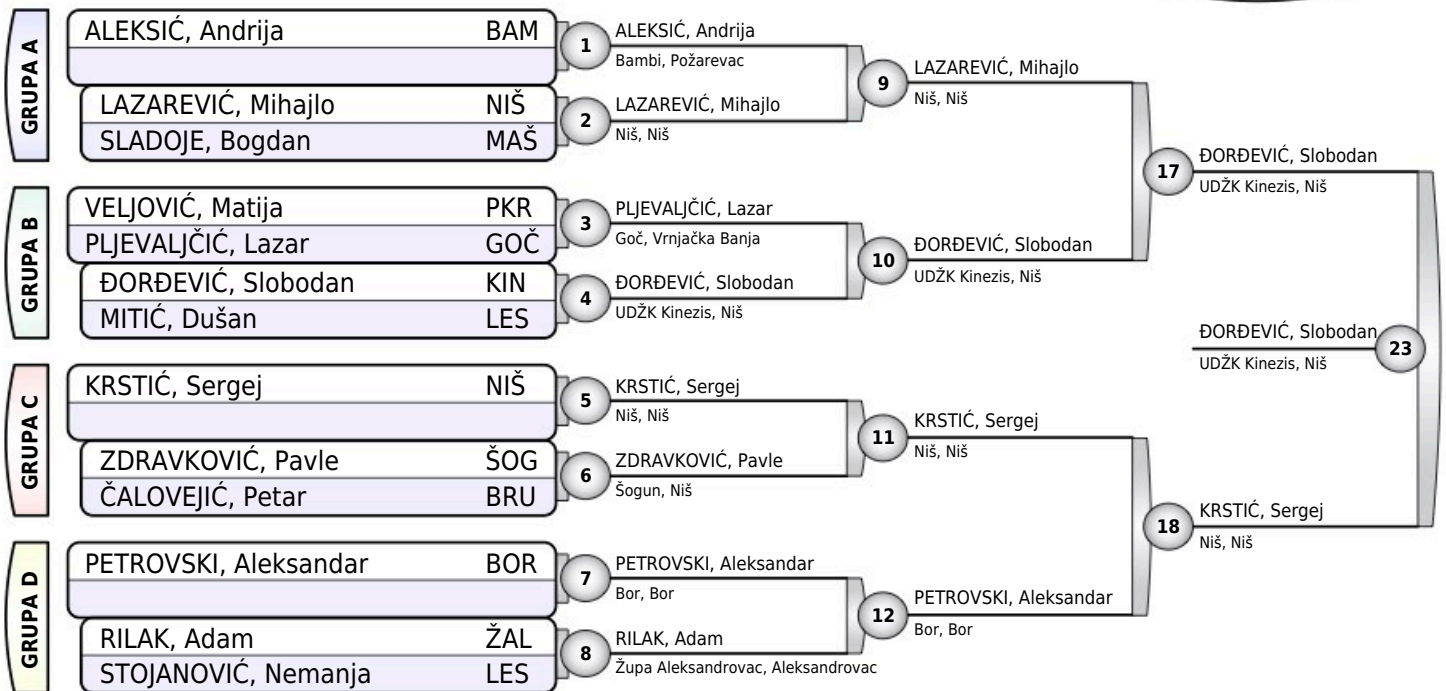 GRUPA A
ALEKSIĆ, Andrija BAM
LAZAREVIĆ, Mihajlo NIŠ
SLADOJE, Bogdan MAŠ
GRUPA B
VELJOVIĆ, Matija PKR
PLJEVALJČIĆ, Lazar GOČ
ĐORĐEVIĆ, Slobodan KIN
MITIĆ, Dušan LES
GRUPA C
KRSTIĆ, Sergej NIŠ
ZDRAVKOVIĆ, Pavle ŠOG
ČALOVEJIĆ, Petar BRU
GRUPA D
PETROVSKI, Aleksandar BOR
RILAK, Adam ŽAL
STOJANOVIĆ, Nemanja LES
1
ALEKSIĆ, Andrija
Bambi, Požarevac
2
LAZAREVIĆ, Mihajlo
Niš, Niš
3
PLJEVALJČIĆ, Lazar
Goč, Vrnjačka Banja
4
ĐORĐEVIĆ, Slobodan
UDŽK Kinezis, Niš
5
KRSTIĆ, Sergej
Niš, Niš
6
ZDRAVKOVIĆ, Pavle
Šogun, Niš
7
PETROVSKI, Aleksandar
Bor, Bor
8
RILAK, Adam
Župa Aleksandrovac, Aleksandrovac
9
LAZAREVIĆ, Mihajlo
Niš, Niš
10
ĐORĐEVIĆ, Slobodan
UDŽK Kinezis, Niš
11
KRSTIĆ, Sergej
Niš, Niš
12
PETROVSKI, Aleksandar
Bor, Bor
17
ĐORĐEVIĆ, Slobodan
UDŽK Kinezis, Niš
18
KRSTIĆ, Sergej
Niš, Niš
ĐORĐEVIĆ, Slobodan
UDŽK Kinezis, Niš
23